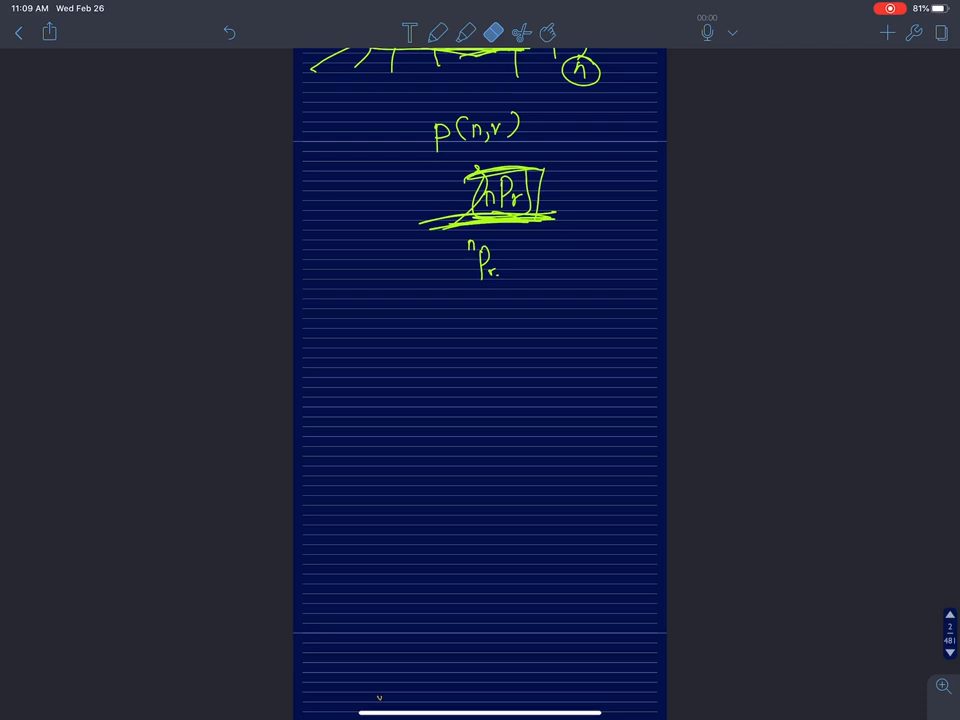 11:09 AM Wed Feb 26
81%
00:00
T
n
P(n,r)
nPr
nPr.
2
481